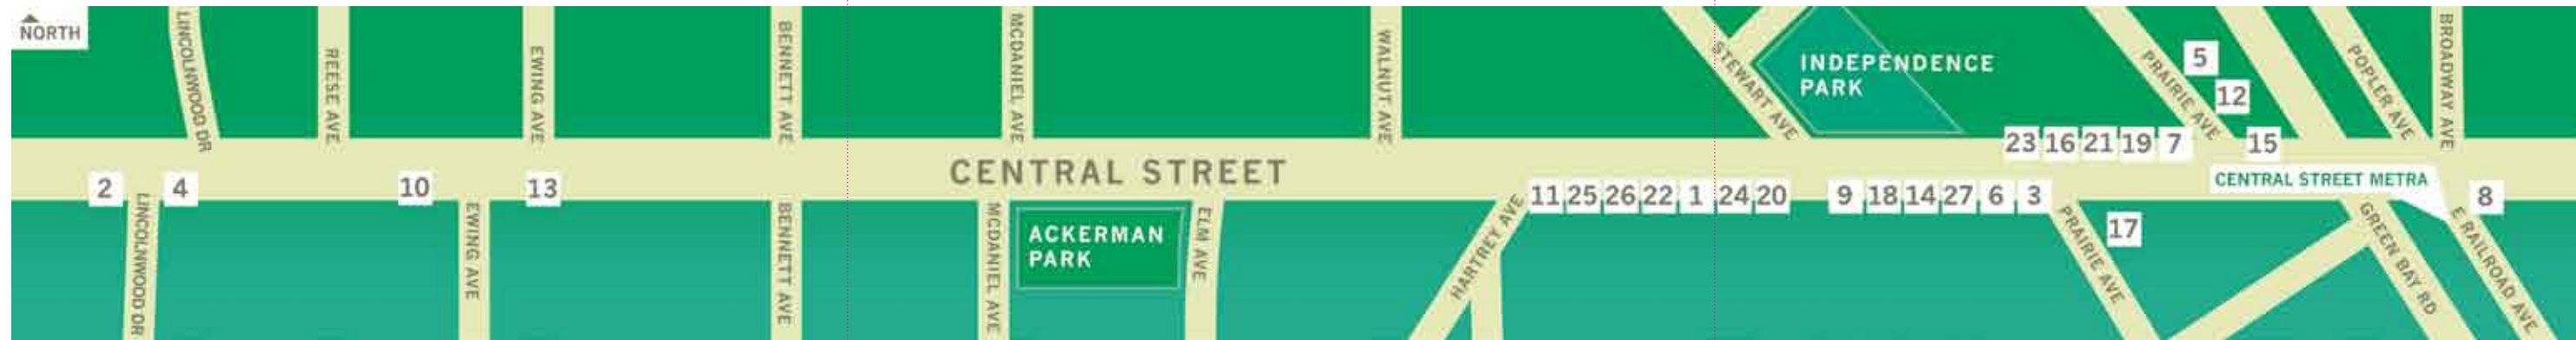 NORTH
LINCOLNWOOD DR
REESE AVE
EWING AVE
BENNETT AVE
MCDANIEL AVE
WALNUT AVE
STEWART AVE
INDEPENDENCE
PARK
PRAIRIE AVE
5
12
POPLER AVE
BROADWAY AVE
23 16 21 19 7 15
CENTRAL STREET
CENTRAL STREET METRA
2 4 10 13
11 25 26 22 1 24 20 9 18 14 27 6 3 8
LINCOLNWOOD DR
EWING AVE
BENNETT AVE
MCDANIEL AVE
ACKERMAN
PARK
ELM AVE
HARTREY AVE
PRAIRIE AVE
17
GREEN BAY RD
E RAILROAD AVE